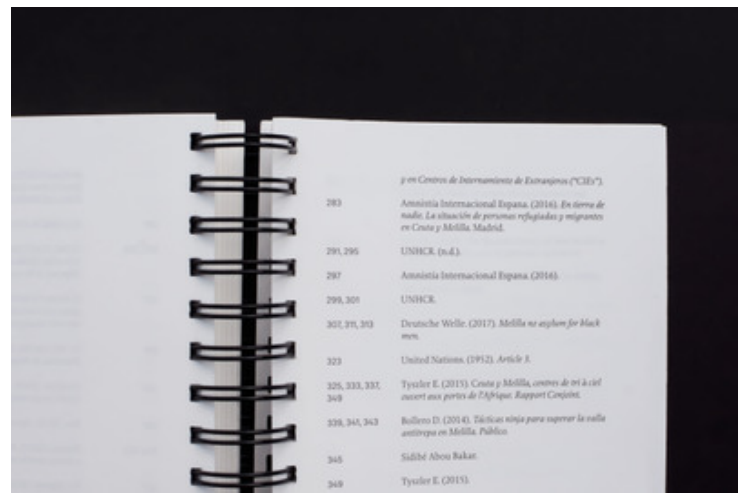 y en Centros de Internamiento de Extranjeros ("CIEs").
283 Amnistía Internacional Espana. (2016). En tierra de
nadie. La situación de personas refugiadas y migrantes
en Ceuta y Melilla. Madrid.
291, 295 UNHCR. (n.d.).
297 Amnistía Internacional Espana. (2016).
299, 301 UNHCR.
307, 311, 313 Deutsche Welle. (2017). Melilla no asylum for black
men.
323 United Nations. (1952). Article 3.
325, 333, 337, Tyszler E. (2015). Ceuta y Melilla, centres de tri à ciel
349 ouvert aux portes de l'Afrique. Rapport Conjoint.
339, 341, 343 Bollero D. (2014). Tácticas ninja para superar la valla
antitrepa en Melilla. Público.
345 Sidibé Abou Bakar.
349 Tyszler E. (2015).